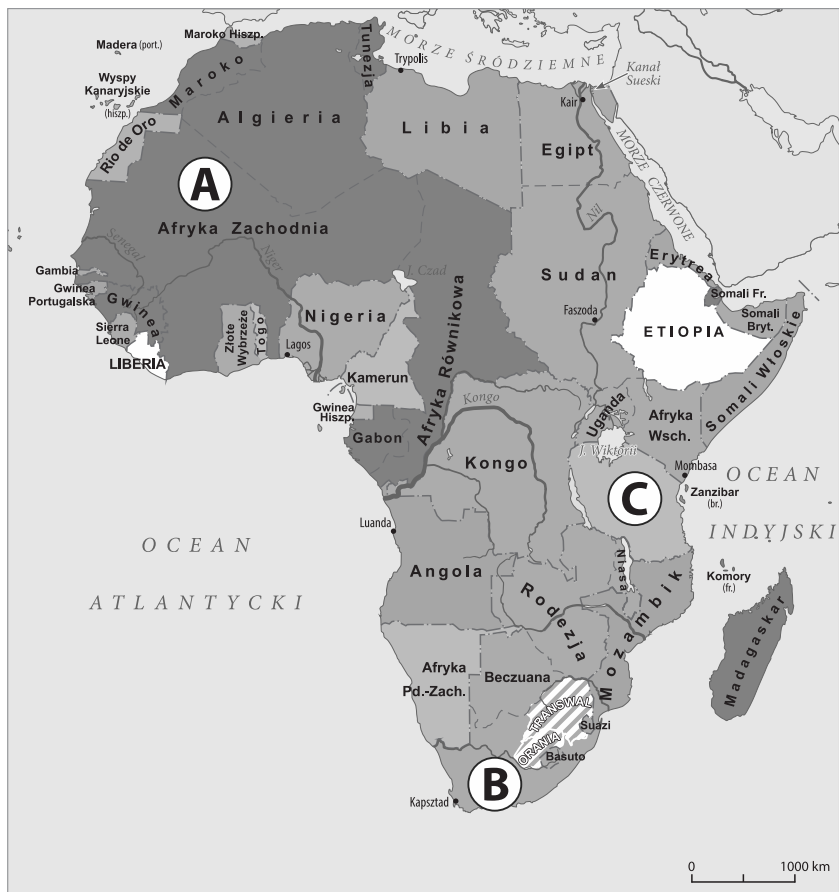 Madera (port.)
Maroko Hiszp.
Tunezja
MORZE ŚRÓDZIEMNE
Trypolis
Wyspy
Kanaryjskie
(hiszp.)
Maroko
Kanał
Sueski
Kair
Algieria
Libia
Egipt
Rio de Oro
MORZE CZERWONE
A
Afryka Zachodnia
Nil
Senegal
Niger
J. Czad
Sudan
Erytrea
Gambia
Gwinea
Portugalska
Gwinea
Somali Fr.
Somali
Bryt.
Sierra
Leone
Złote
Wybrzeże
Togo
Nigeria
Faszoda
ETIOPIA
LIBERIA
Lagos
Afryka Równikowa
Kamerun
Somali Włoskie
Gwinea
Hiszp.
Kongo
Uganda
Afryka
Wsch.
Gabon
Kongo
J. Wiktorii
Mombasa
OCEAN
INDYJSKI
C
Zanzibar
(br.)
Luanda
OCEAN
ATLANTYCKI
Angola
Niasa
Komory
(fr.)
Rodezja
Mozambik
Madagaskar
Afryka
Pd.-Zach.
Beczuana
TRANSWAL
Suazi
ORANIA
Basuto
B
Kapsztad
0 1000 km